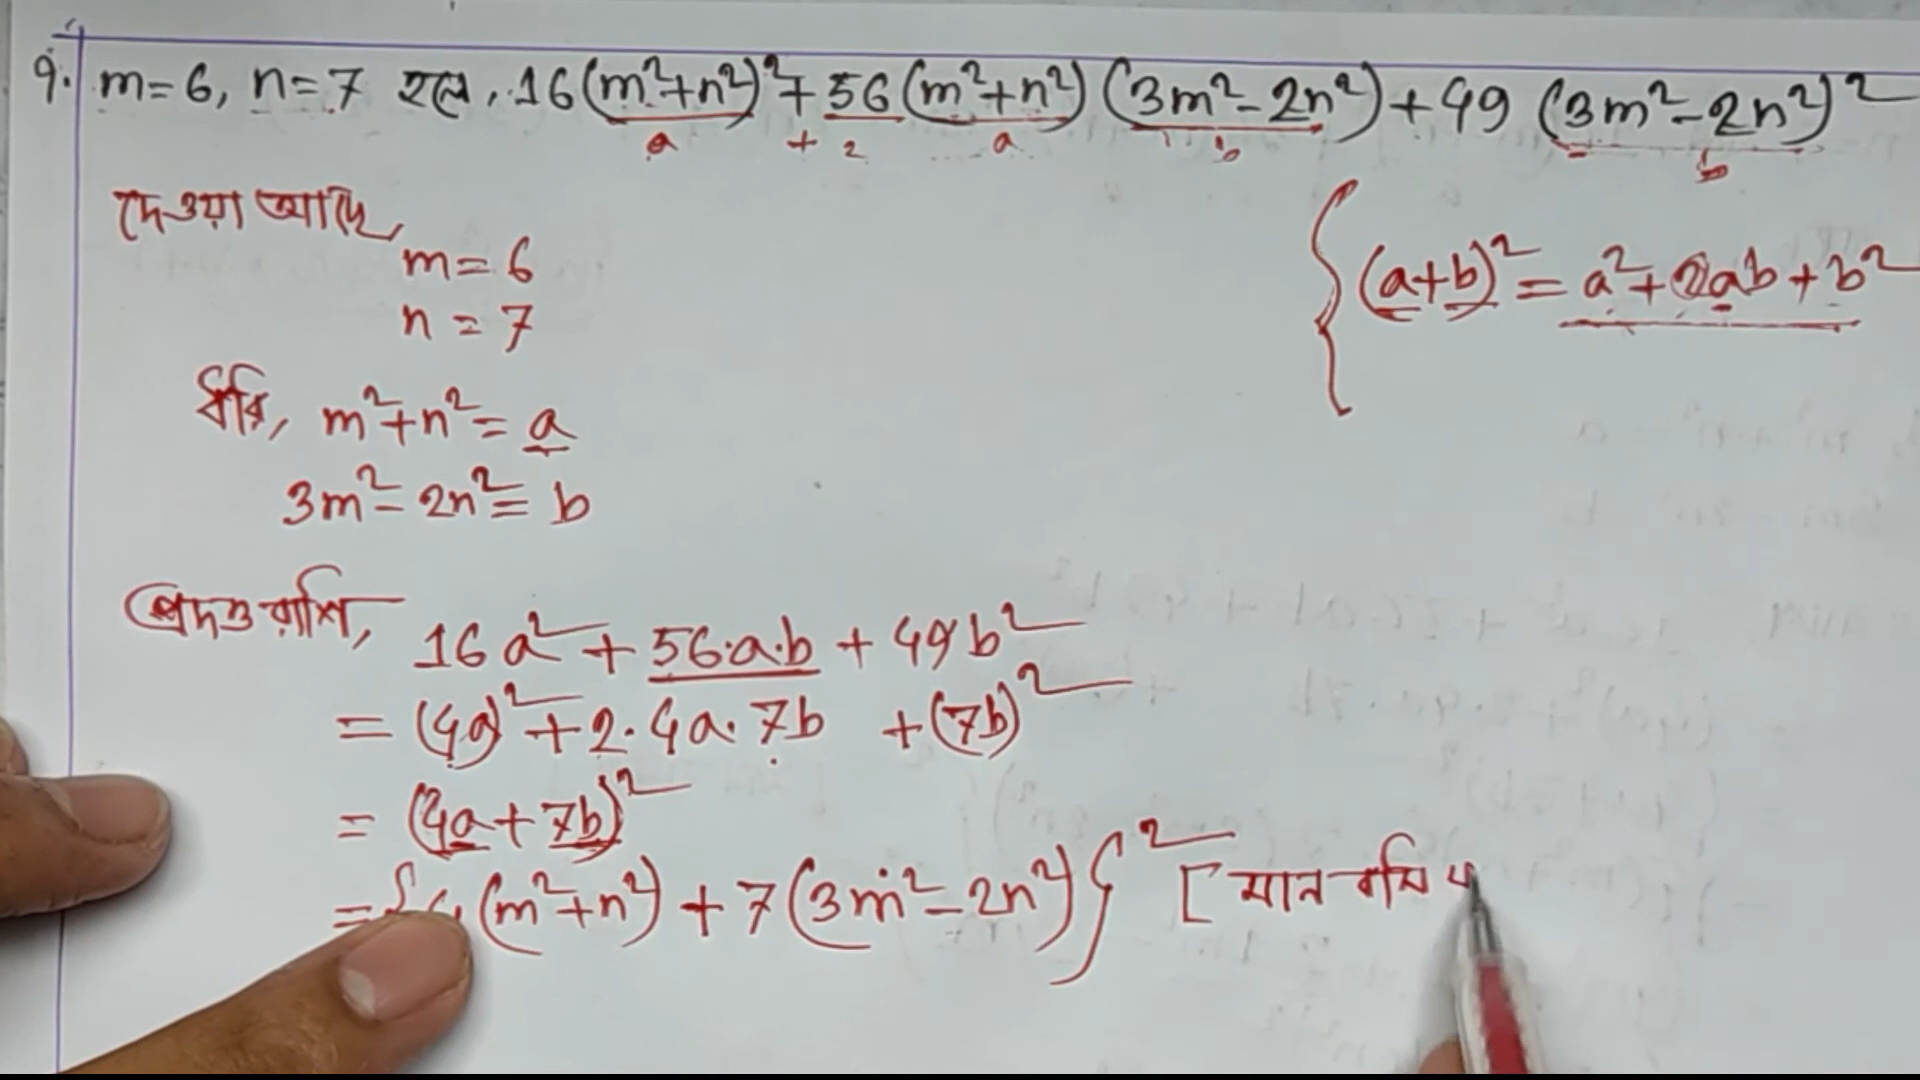 9. m=6, n=7 হলে, 16(m²+n²)²+56(m²+n²)(3m²-2n²)+49(3m²-2n²)²
a + 2 a b b
দেওয়া আছে,
m=6
n=7
(a+b)²=a²+2ab+b²
ধরি, m²+n²=a
3m²-2n²=b
প্রদত্ত রাশি,
16a²+56·a·b+49b²
=(4a)²+2·4a·7b+(7b)²
=(4a+7b)²
={4(m²+n²)+7(3m²-2n²)}² [মান বসিয়